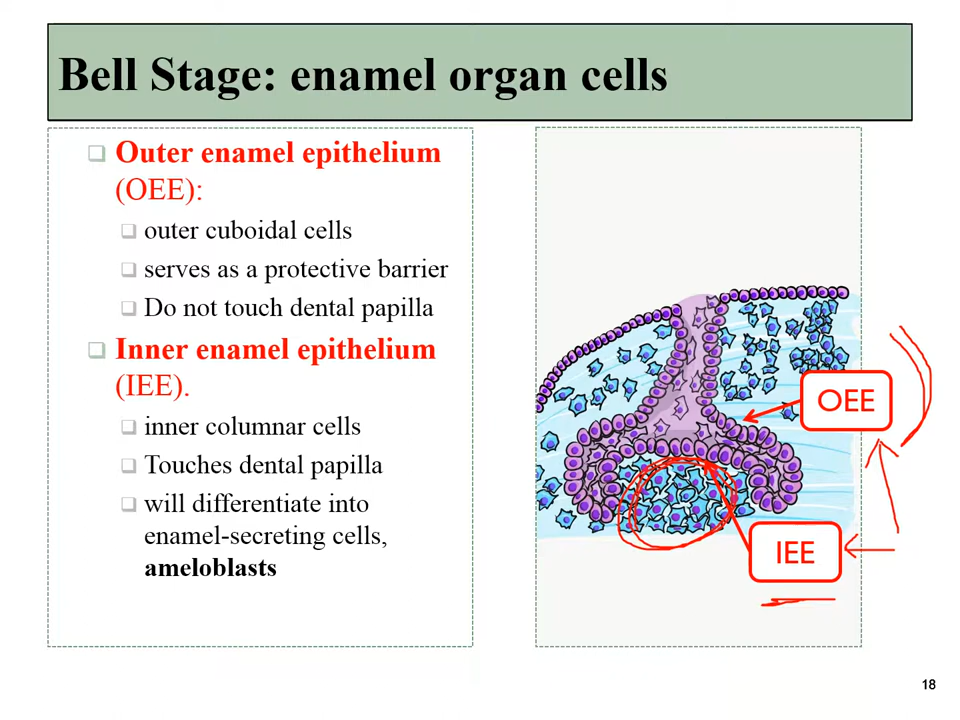 Bell Stage: enamel organ cells
Outer enamel epithelium
(OEE):
outer cuboidal cells
serves as a protective barrier
Do not touch dental papilla
Inner enamel epithelium
(IEE).
inner columnar cells
Touches dental papilla
will differentiate into
enamel-secreting cells,
ameloblasts
OEE
IEE
18